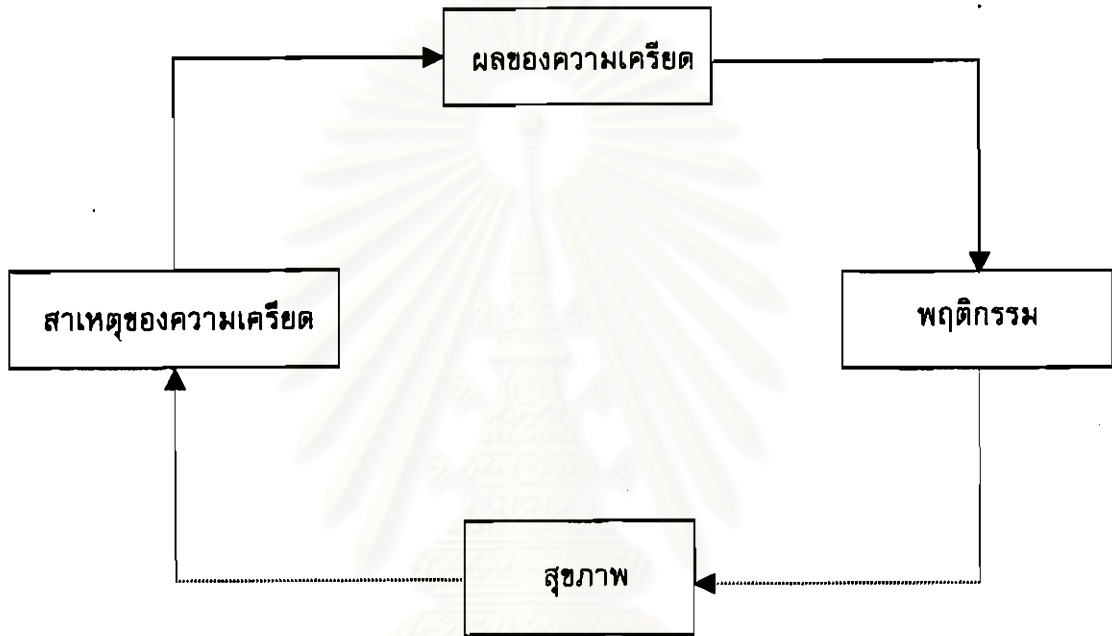 ผลของความเครียด
สาเหตุของความเครียด
พฤติกรรม
สุขภาพ